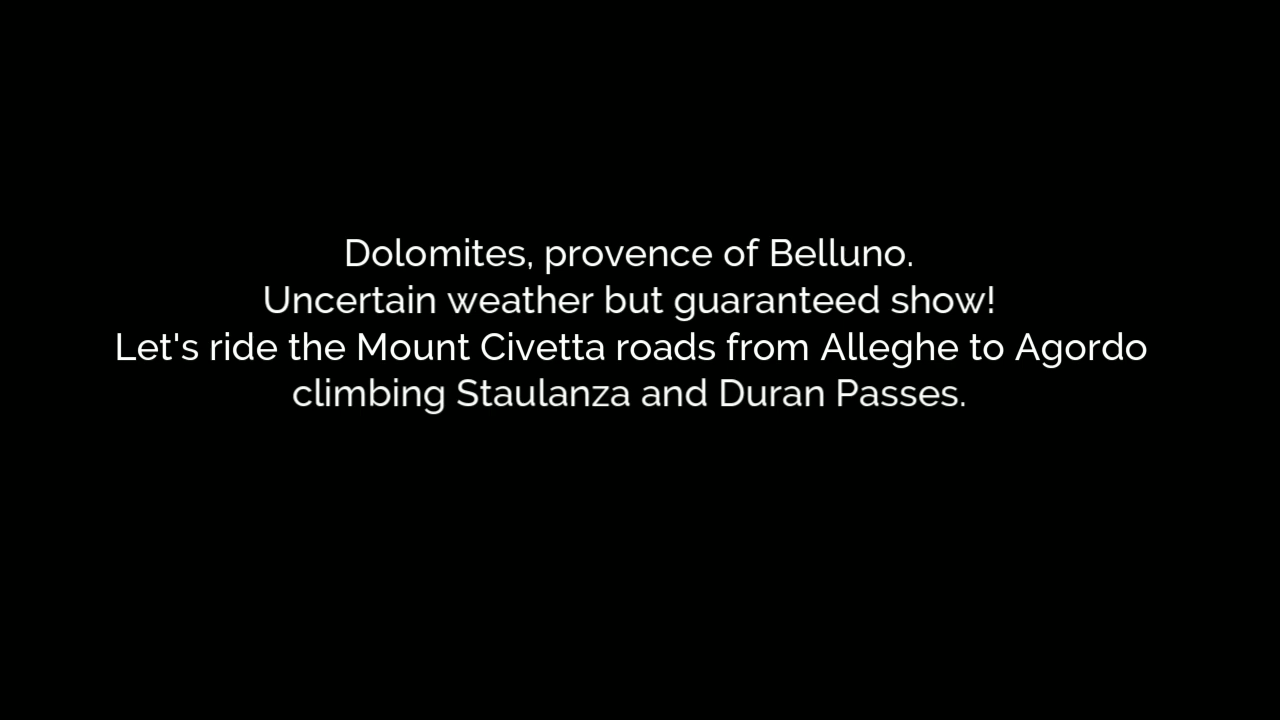 Dolomites, provence of Belluno.
Uncertain weather but guaranteed show!
Let's ride the Mount Civetta roads from Alleghe to Agordo
climbing Staulanza and Duran Passes.